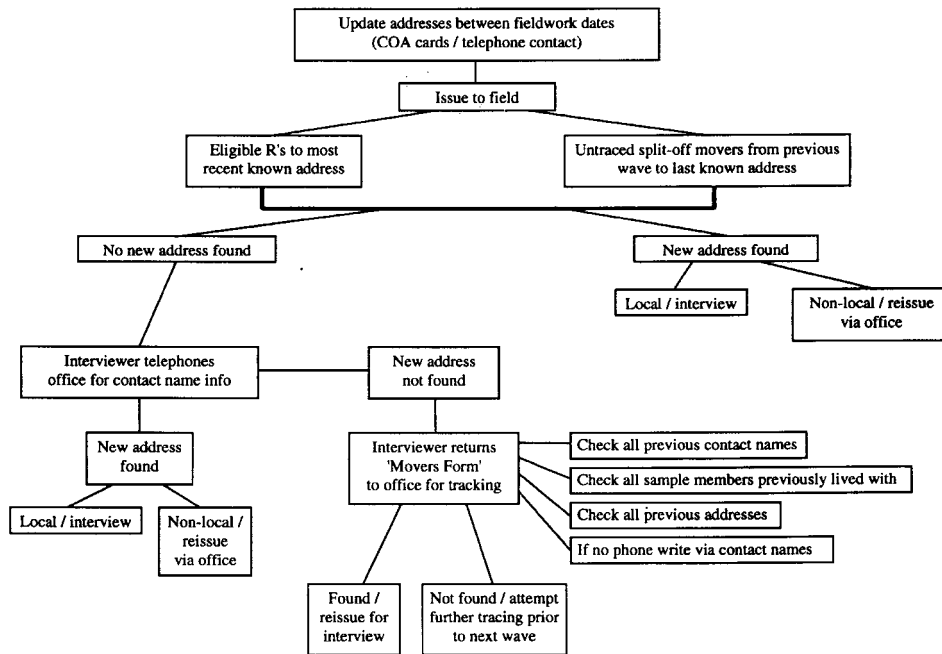 Update addresses between fieldwork dates
(COA cards / telephone contact)
Issue to field
Eligible R's to most
recent known address
Untraced split-off movers from previous
wave to last known address
No new address found
New address found
Local / interview
Non-local / reissue
via office
Interviewer telephones
office for contact name info
New address
not found
New address
found
Interviewer returns
'Movers Form'
to office for tracking
Check all previous contact names
Check all sample members previously lived with
Check all previous addresses
If no phone write via contact names
Local / interview
Non-local /
reissue
via office
Found /
reissue for
interview
Not found / attempt
further tracing prior
to next wave